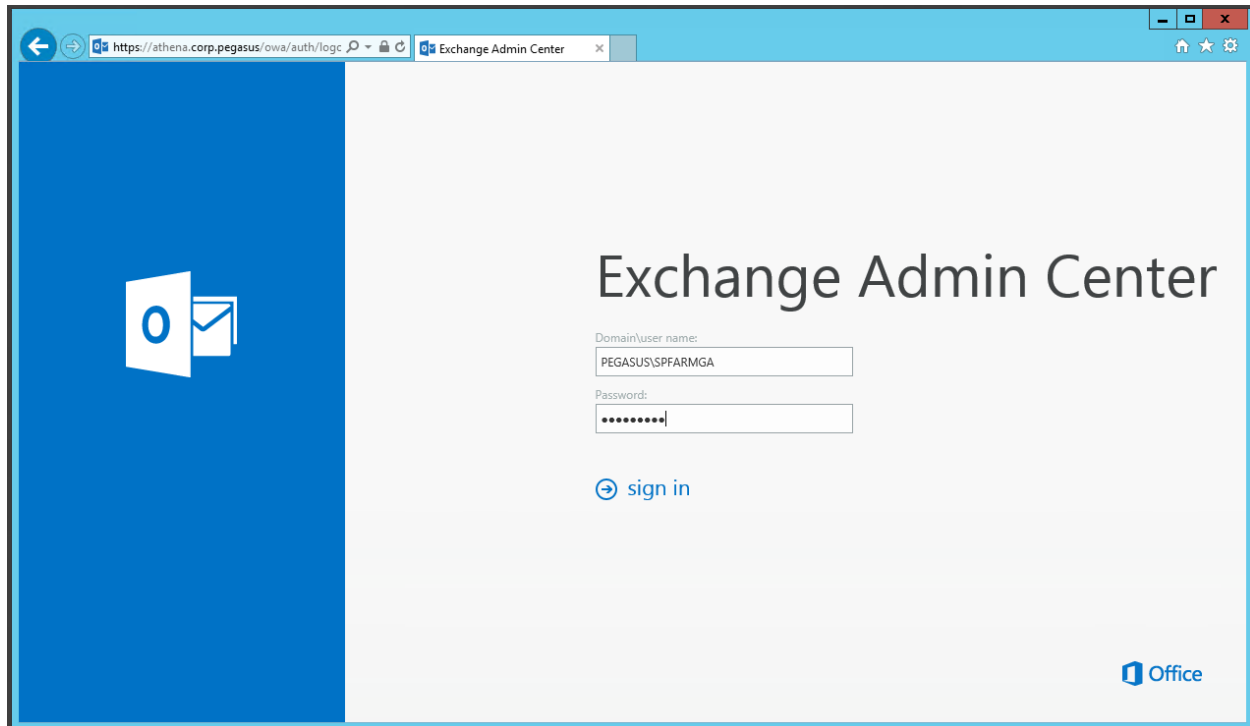 https://athena.corp.pegasus/owa/auth/logc
Exchange Admin Center
Exchange Admin Center
Domain\user name:
PEGASUS\SPFARMGA
Password:
•••••••••
sign in
Office